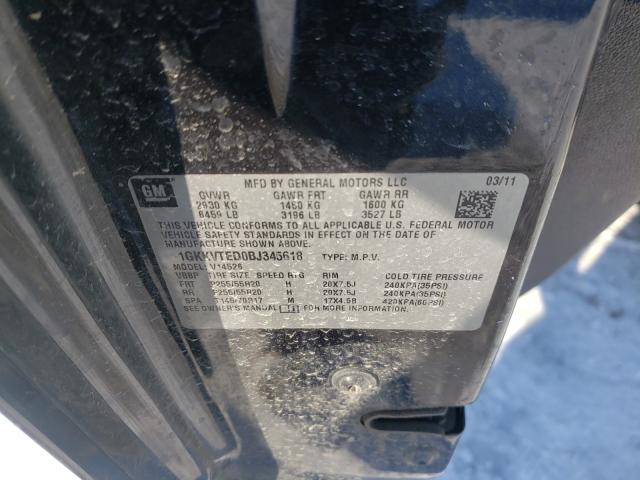 GM
MFD BY GENERAL MOTORS LLC 03/11
GVWR GAWR FRT GAWR RR
2930 KG 1450 KG 1600 KG
6459 LB 3196 LB 3527 LB
THIS VEHICLE CONFORMS TO ALL APPLICABLE U.S. FEDERAL MOTOR
VEHICLE SAFETY STANDARDS IN EFFECT ON THE DATE OF
MANUFACTURE SHOWN ABOVE.
1GKKVTED0BJ343618 TYPE: M.P.V.
MODEL: V14526
VBBP TIRE SIZE SPEED RTG RIM COLD TIRE PRESSURE
FRT P255/55R20 H 20X7.5J 240KPA(35PSI)
RR P255/55R20 H 20X7.5J 240KPA(35PSI)
SPA T145/70R17 M 17X4.5B 420KPA(60PSI)
SEE OWNER'S MANUAL FOR MORE INFORMATION